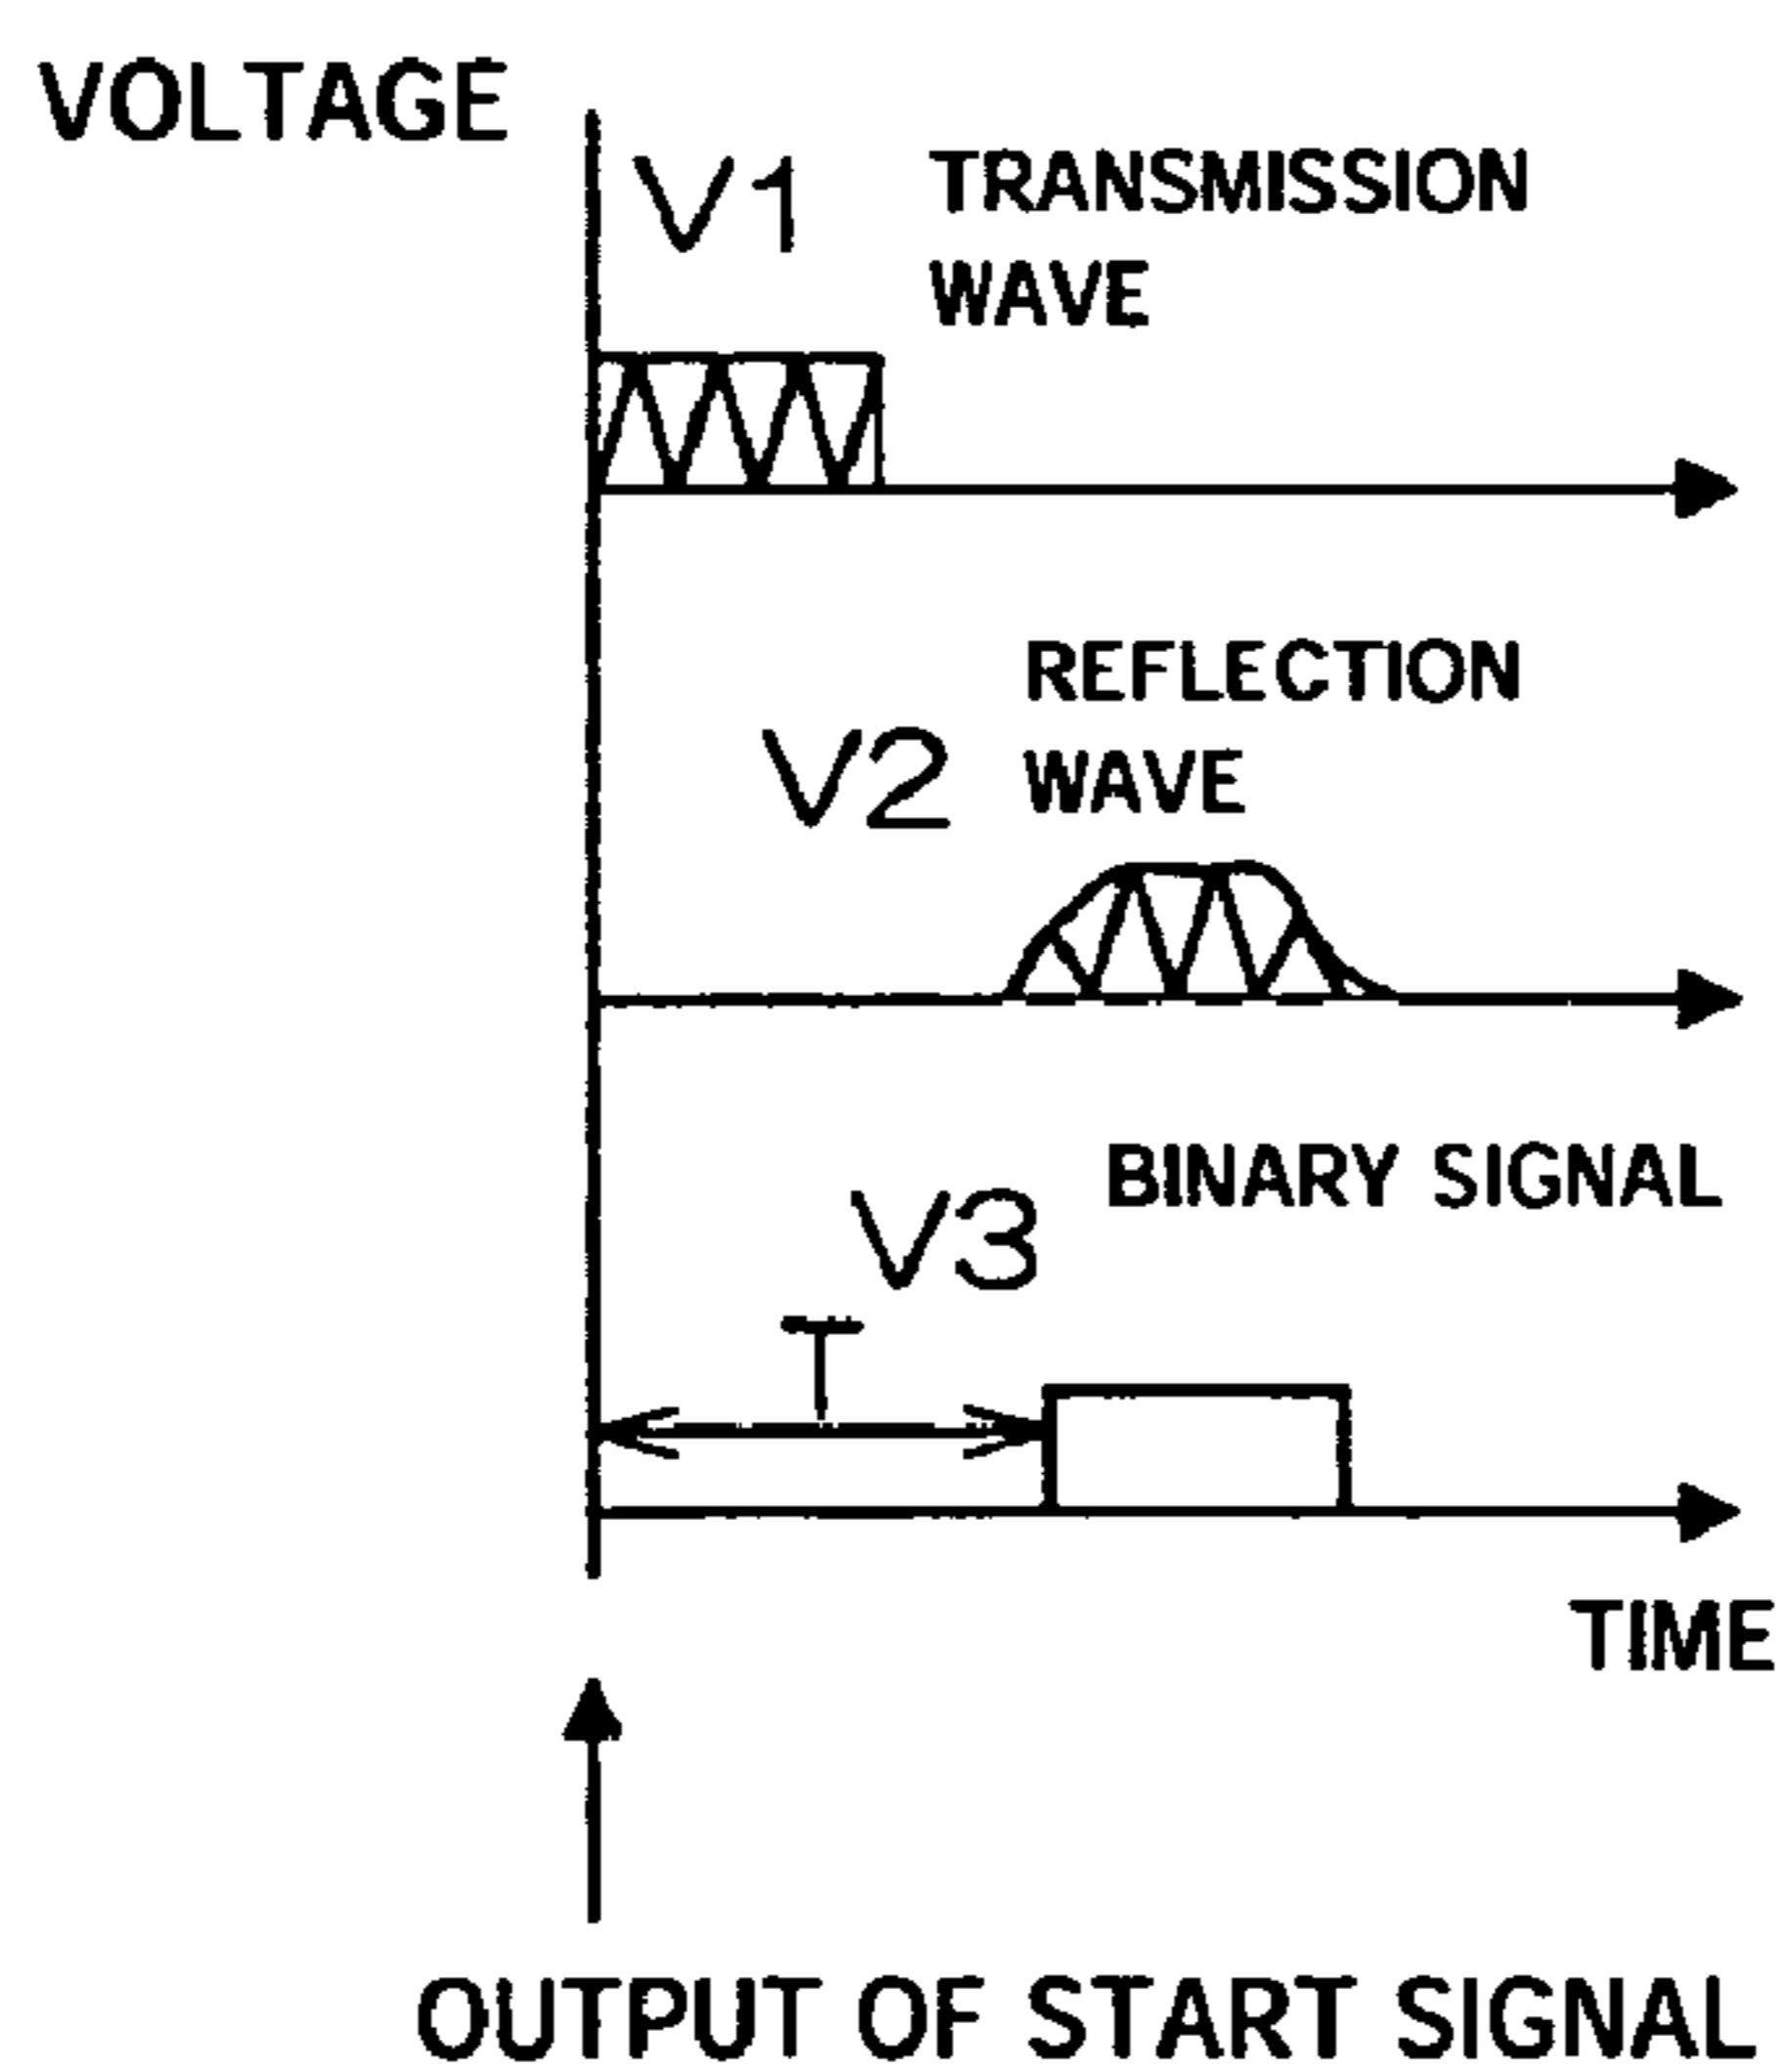 VOLTAGE
V1
TRANSMISSION
WAVE
REFLECTION
WAVE
V2
BINARY SIGNAL
V3
T
TIME
OUTPUT OF START SIGNAL